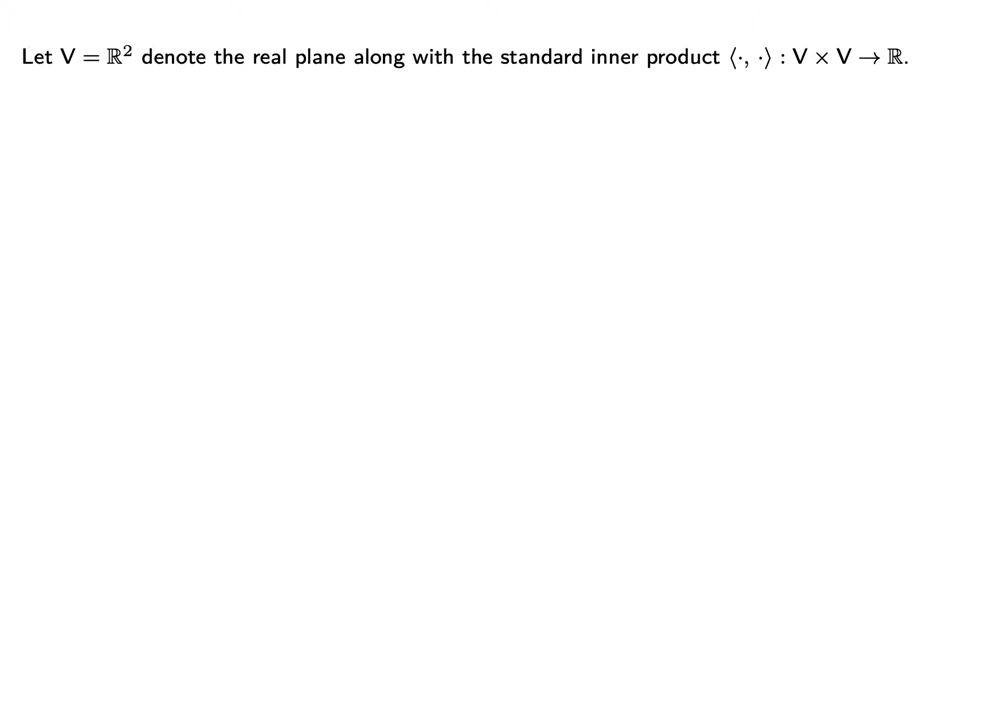 Let V = ℝ² denote the real plane along with the standard inner product ⟨·, ·⟩ : V × V → ℝ.